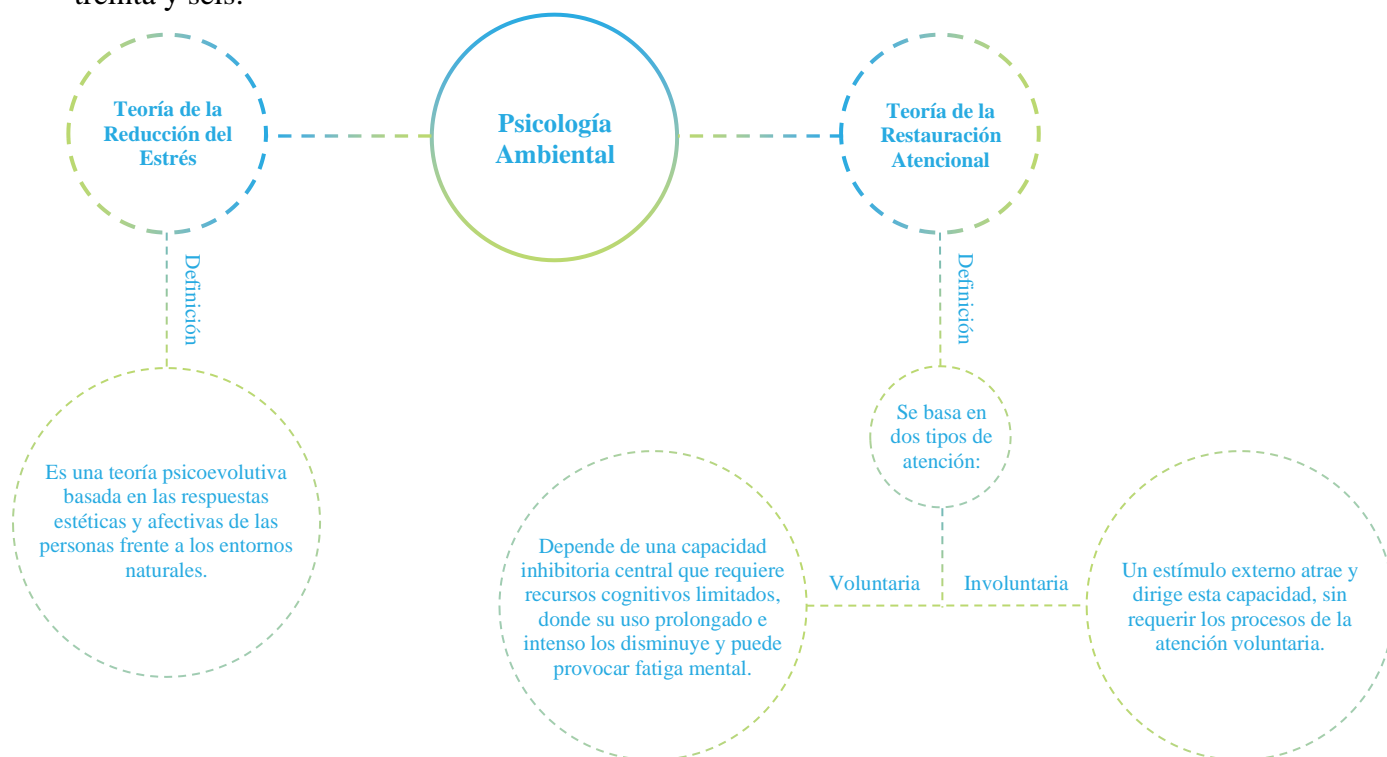 treinta y seis.
Teoría de la
Reducción del
Estrés
Psicología
Ambiental
Teoría de la
Restauración
Atencional
Definición
Definición
Es una teoría psicoevolutiva
basada en las respuestas
estéticas y afectivas de las
personas frente a los entornos
naturales.
Se basa en
dos tipos de
atención:
Voluntaria
Involuntaria
Depende de una capacidad
inhibitoria central que requiere
recursos cognitivos limitados,
donde su uso prolongado e
intenso los disminuye y puede
provocar fatiga mental.
Un estímulo externo atrae y
dirige esta capacidad, sin
requerir los procesos de la
atención voluntaria.